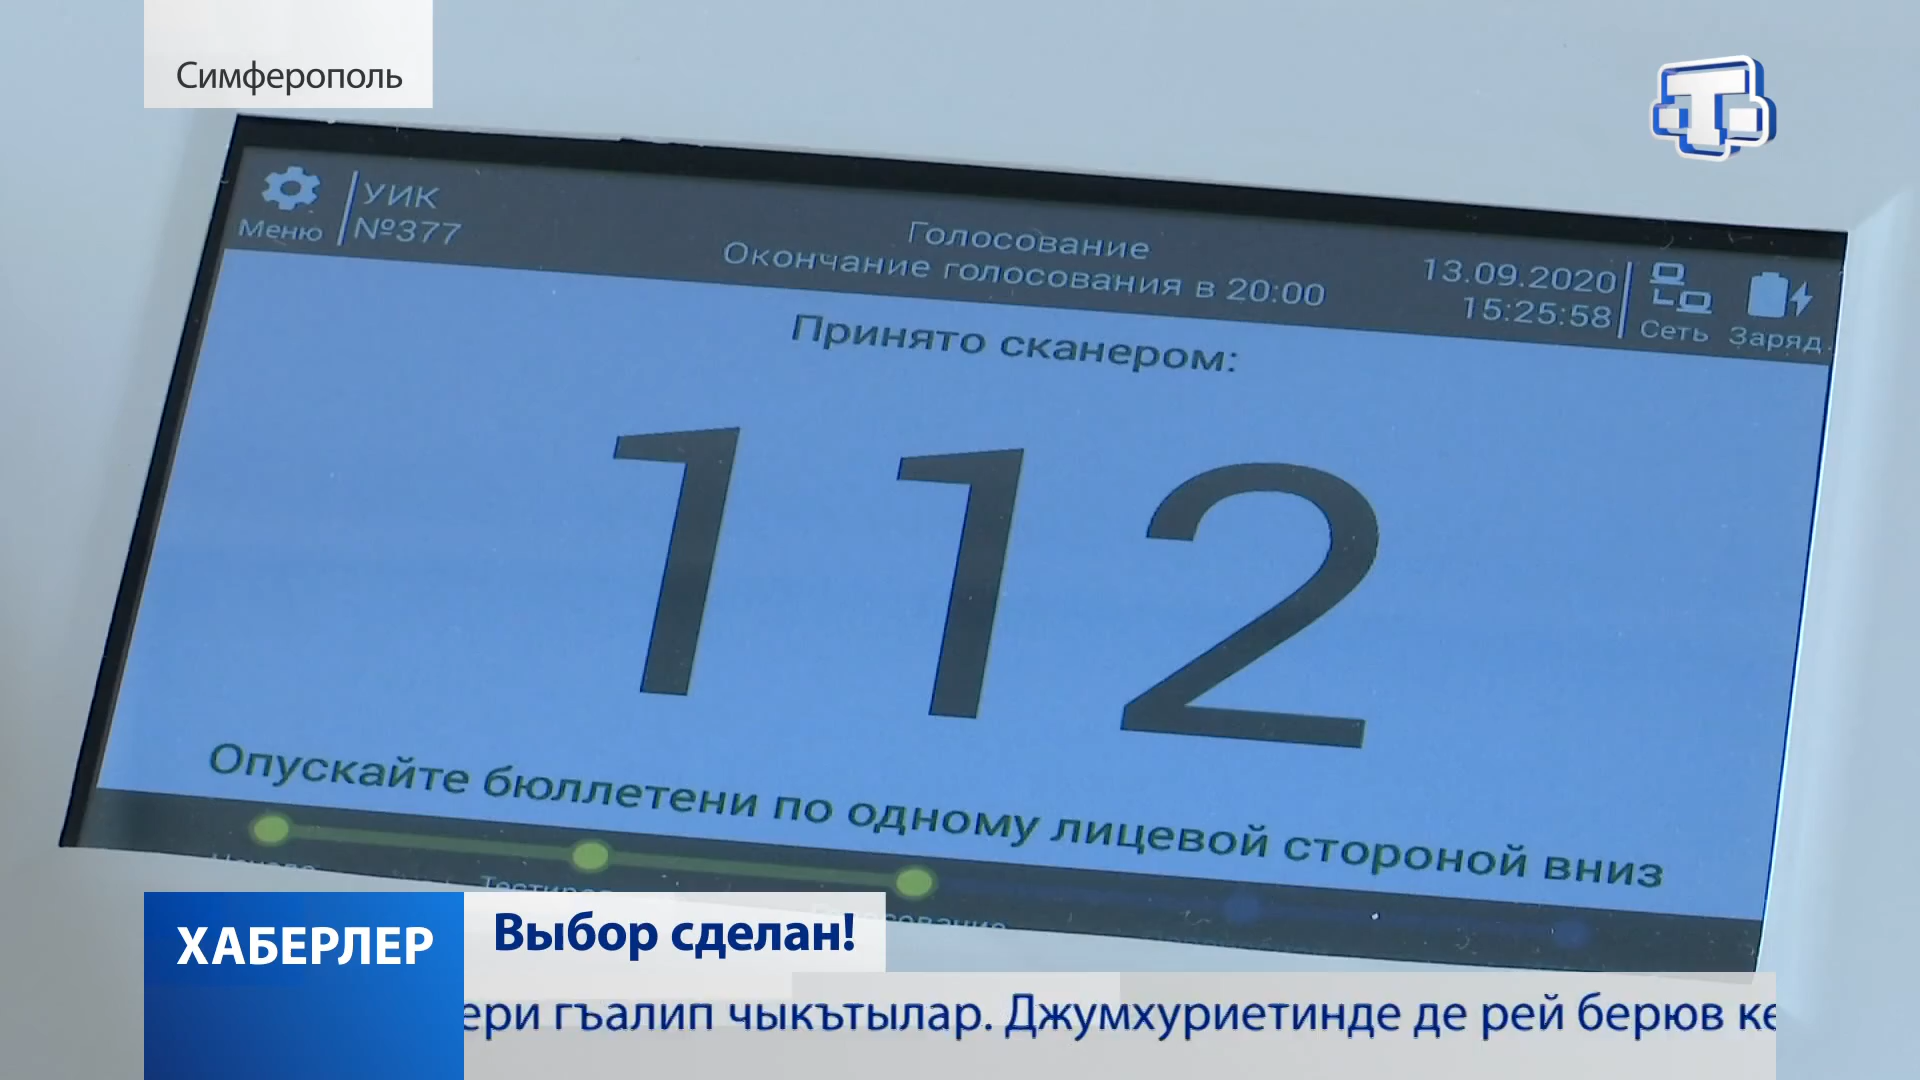 Симферополь
Меню
УИК
№377
Голосование
Окончание голосования в 20:00
13.09.2020
15:25:58
Сеть
Заряд
Принято сканером:
112
Опускайте бюллетени по одному лицевой стороной вниз
ХАБЕРЛЕР
Выбор сделан!
ери гъалип чыкътылар. Джумхуриетинде де рей берюв ке